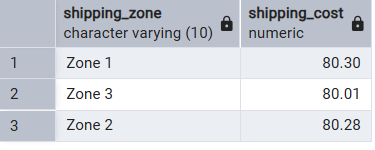 shipping_zone shipping_cost
character varying (10) numeric
1 Zone 1 80.30
2 Zone 3 80.01
3 Zone 2 80.28